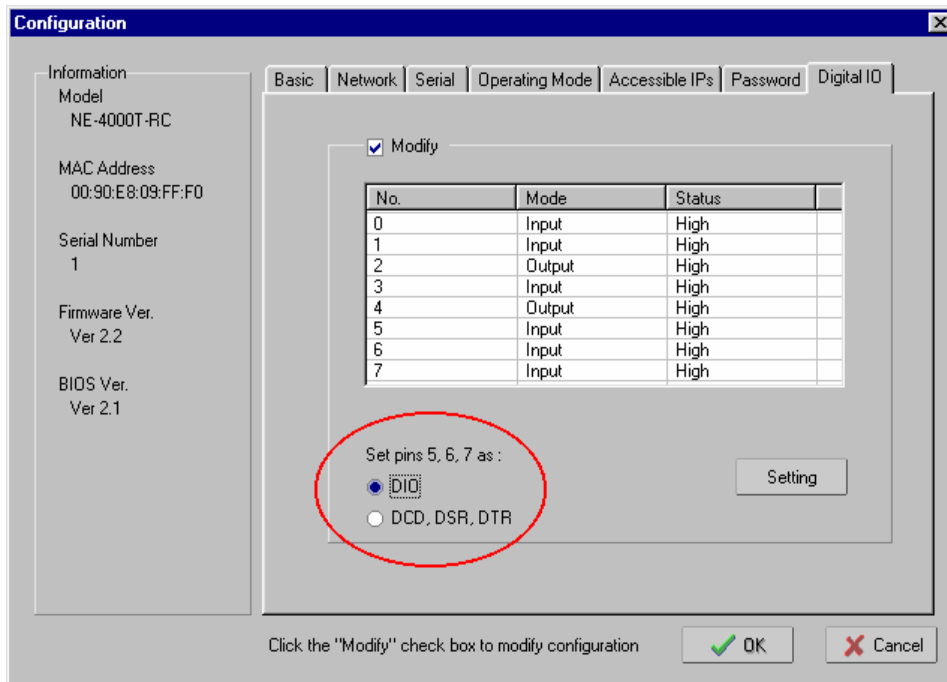 Configuration
Information
Model
NE-4000T-RC
MAC Address
00:90:E8:09:FF:F0
Serial Number
1
Firmware Ver.
Ver 2.2
BIOS Ver.
Ver 2.1
Basic Network Serial Operating Mode Accessible IPs Password Digital IO
Modify
No. Mode Status
0 Input High
1 Input High
2 Output High
3 Input High
4 Output High
5 Input High
6 Input High
7 Input High
Set pins 5, 6, 7 as :
DIO
DCD, DSR, DTR
Setting
Click the "Modify" check box to modify configuration
OK
Cancel